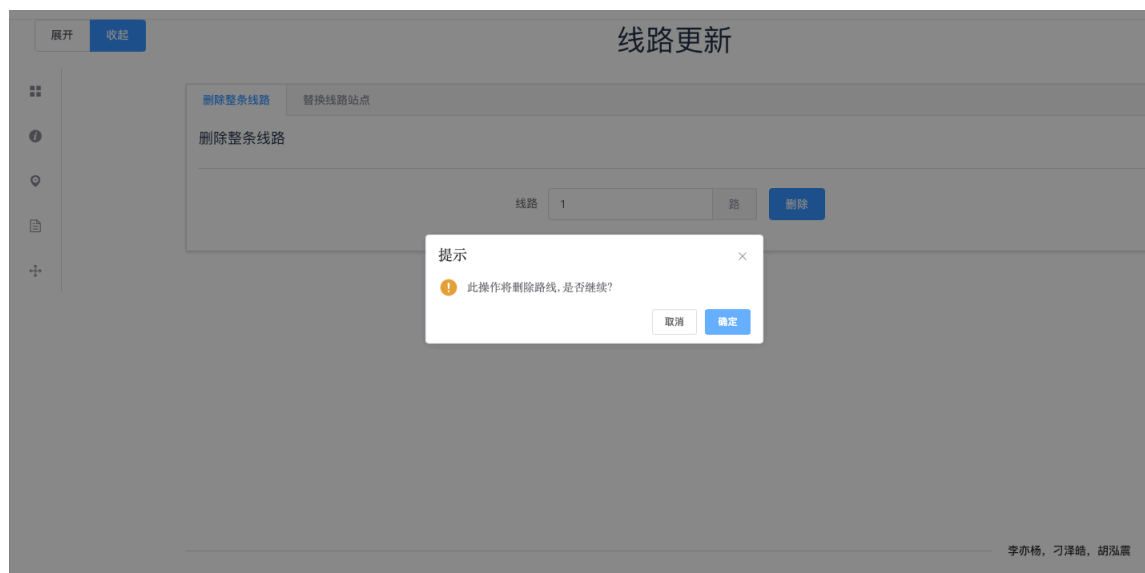 展开 收起
线路更新
删除整条线路 替换线路站点
删除整条线路
线路 1 路 删除
提示
此操作将删除路线, 是否继续?
取消 确定
李亦杨, 刁泽皓, 胡泓震